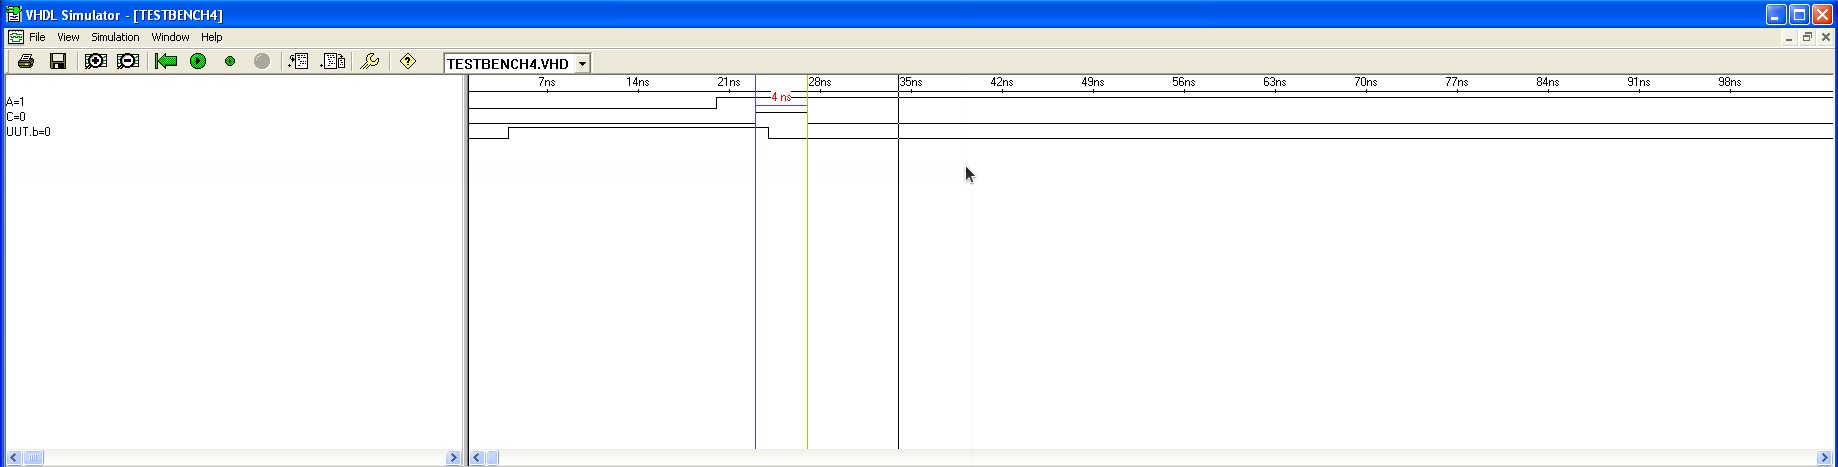 VHDL Simulator - [TESTBENCH4]
File View Simulation Window Help
TESTBENCH4.VHD
7ns 14ns 21ns 28ns 35ns 42ns 49ns 56ns 63ns 70ns 77ns 84ns 91ns 98ns
4 ns
A=1
C=0
UUT.b=0